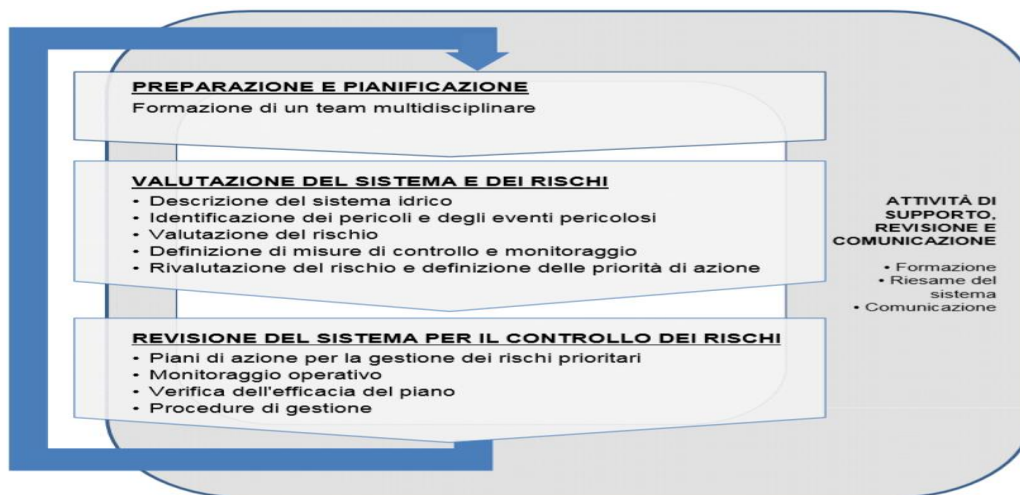 PREPARAZIONE E PIANIFICAZIONE
Formazione di un team multidisciplinare
VALUTAZIONE DEL SISTEMA E DEI RISCHI
• Descrizione del sistema idrico
• Identificazione dei pericoli e degli eventi pericolosi
• Valutazione del rischio
• Definizione di misure di controllo e monitoraggio
• Rivalutazione del rischio e definizione delle priorità di azione
REVISIONE DEL SISTEMA PER IL CONTROLLO DEI RISCHI
• Piani di azione per la gestione dei rischi prioritari
• Monitoraggio operativo
• Verifica dell'efficacia del piano
• Procedure di gestione
ATTIVITÀ DI
SUPPORTO,
REVISIONE E
COMUNICAZIONE
• Formazione
• Riesame del
sistema
• Comunicazione